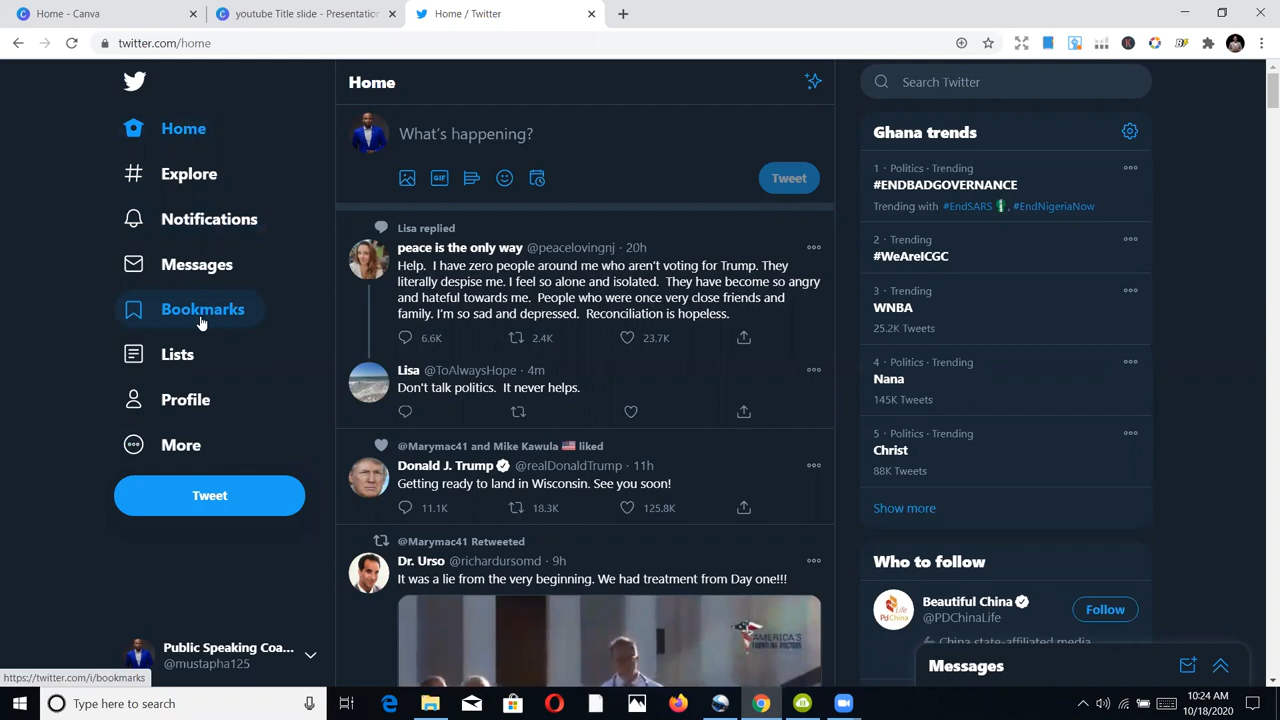 Home - Canva
youtube Title slide - Presentation
Home / Twitter
twitter.com/home
Home
Explore
Notifications
Messages
Bookmarks
Lists
Profile
More
Tweet
Public Speaking Coa...
@mustapha125
https://twitter.com/i/bookmarks
Home
What's happening?
GIF
Tweet
Lisa replied
peace is the only way @peacelovingnj · 20h
Help. I have zero people around me who aren't voting for Trump. They
literally despise me. I feel so alone and isolated. They have become so angry
and hateful towards me. People who were once very close friends and
family. I'm so sad and depressed. Reconciliation is hopeless.
6.6K 2.4K 23.7K
Lisa @ToAlwaysHope · 4m
Don't talk politics. It never helps.
@Marymac41 and Mike Kawula 🇺🇸 liked
Donald J. Trump @realDonaldTrump · 11h
Getting ready to land in Wisconsin. See you soon!
11.1K 18.3K 125.8K
@Marymac41 Retweeted
Dr. Urso @richardursomd · 9h
It was a lie from the very beginning. We had treatment from Day one!!!
AMERICA'S
Search Twitter
Ghana trends
1 · Politics · Trending
#ENDBADGOVERNANCE
Trending with #EndSARS, #EndNigeriaNow
2 · Trending
#WeAreICGC
3 · Trending
WNBA
25.2K Tweets
4 · Trending
Nana
145K Tweets
5 · Politics · Trending
Christ
88K Tweets
Show more
Who to follow
Beautiful China
@PDChinaLife
Follow
China state-affiliated media
Messages
Type here to search
10:24 AM
10/18/2020